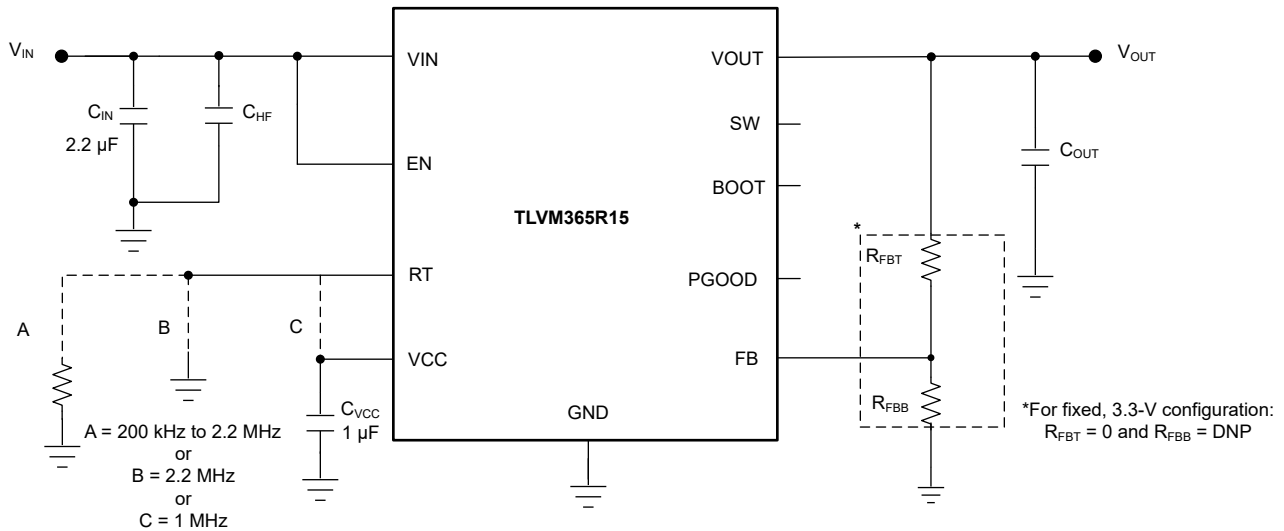 V_IN
C_IN
2.2 µF
C_HF
VIN
EN
RT
VCC
GND
TLVM365R15
VOUT
SW
BOOT
PGOOD
FB
V_OUT
C_OUT
*
R_FBT
R_FBB
*For fixed, 3.3-V configuration:
R_FBT = 0 and R_FBB = DNP
A
B
C
C_VCC
1 µF
A = 200 kHz to 2.2 MHz
or
B = 2.2 MHz
or
C = 1 MHz